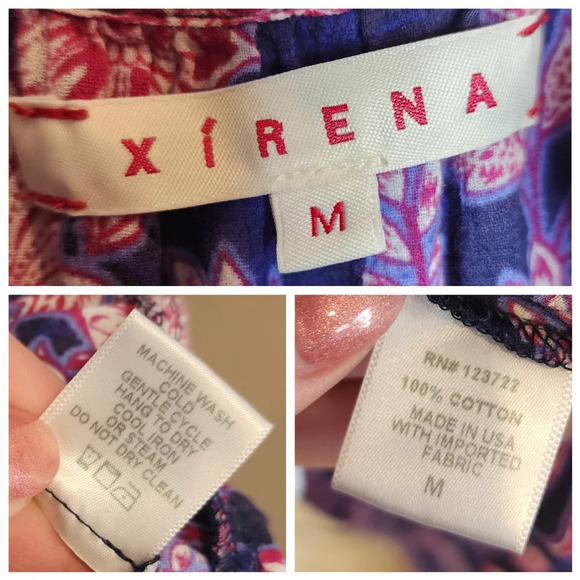 XÍRENA
M
MACHINE WASH
COLD
GENTLE CYCLE
HANG TO DRY
COOL IRON
OR STEAM
DO NOT DRY CLEAN
RN# 123722
100% COTTON
MADE IN USA
WITH IMPORTED
FABRIC
M